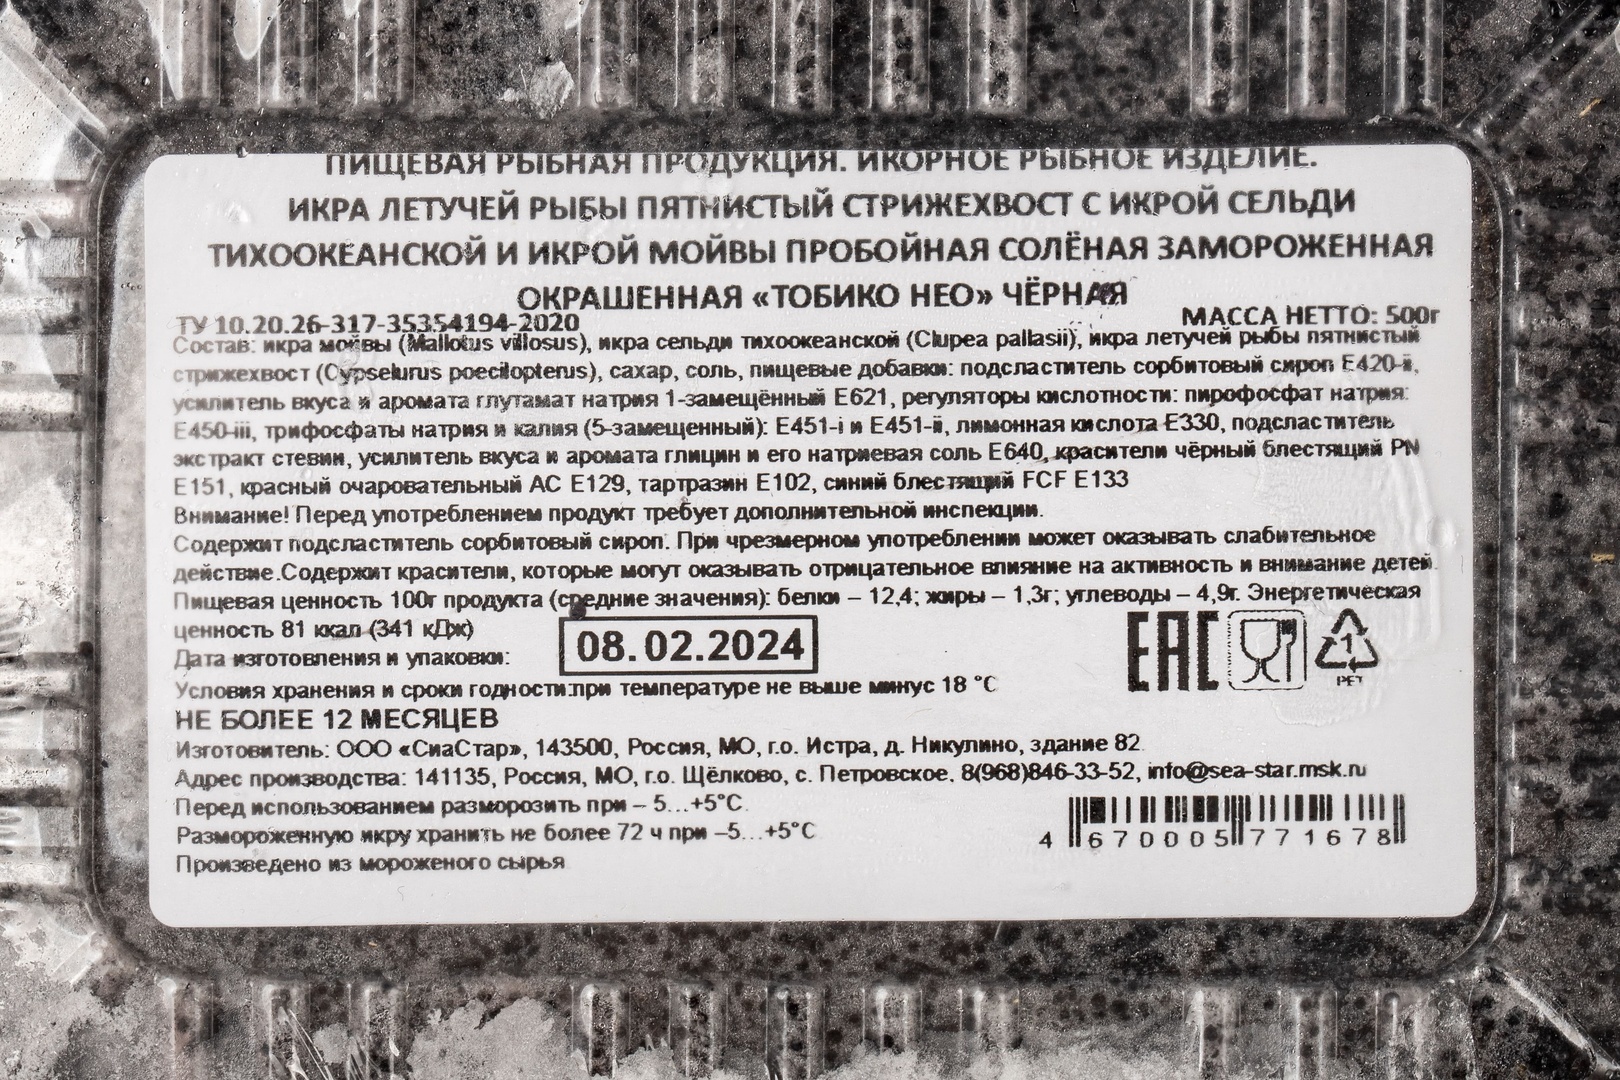 ПИЩЕВАЯ РЫБНАЯ ПРОДУКЦИЯ. ИКОРНОЕ РЫБНОЕ ИЗДЕЛИЕ.
ИКРА ЛЕТУЧЕЙ РЫБЫ ПЯТНИСТЫЙ СТРИЖЕХВОСТ С ИКРОЙ СЕЛЬДИ
ТИХООКЕАНСКОЙ И ИКРОЙ МОЙВЫ ПРОБОЙНАЯ СОЛЁНАЯ ЗАМОРОЖЕННАЯ
ОКРАШЕННАЯ «ТОБИКО НЕО» ЧЁРНАЯ
ТУ 10.20.26-317-35354194-2020
МАССА НЕТТО: 500г
Состав: икра мойвы (Mallotus villosus), икра сельди тихоокеанской (Clupea pallasii), икра летучей рыбы пятнистый
стрижехвост (Cypselurus poecilopterus), сахар, соль, пищевые добавки: подсластитель сорбитовый сироп Е420-ii,
усилитель вкуса и аромата глутамат натрия 1-замещённый Е621, регуляторы кислотности: пирофосфат натрия:
Е450-iii, трифосфаты натрия и калия (5-замещенный): Е451-i и Е451-ii, лимонная кислота Е330, подсластитель
экстракт стевии, усилитель вкуса и аромата глицин и его натриевая соль Е640, красители чёрный блестящий PN
Е151, красный очаровательный АС Е129, тартразин Е102, синий блестящий FCF Е133
Внимание! Перед употреблением продукт требует дополнительной инспекции.
Содержит подсластитель сорбитовый сироп. При чрезмерном употреблении может оказывать слабительное
действие.Содержит красители, которые могут оказывать отрицательное влияние на активность и внимание детей.
Пищевая ценность 100г продукта (средние значения): белки – 12,4; жиры – 1,3г; углеводы – 4,9г. Энергетическая
ценность 81 ккал (341 кДж)
Дата изготовления и упаковки:
08.02.2024
EAC
1
PET
Условия хранения и сроки годности:при температуре не выше минус 18 °С
НЕ БОЛЕЕ 12 МЕСЯЦЕВ
Изготовитель: ООО «СиаСтар», 143500, Россия, МО, г.о. Истра, д. Никулино, здание 82
Адрес производства: 141135, Россия, МО, г.о. Щёлково, с. Петровское, 8(968)846-33-52, info@sea-star.msk.ru
Перед использованием разморозить при – 5...+5°С
Размороженную икру хранить не более 72 ч при –5...+5°С
Произведено из мороженого сырья
4 670005 771678